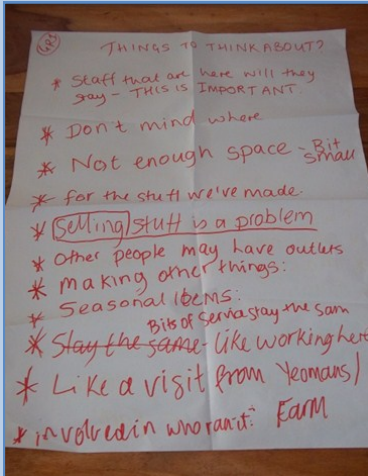 GP2
THINGS TO THINK ABOUT?
* Staff that are here will they
stay – THIS IS IMPORTANT.
* Don't mind where
* Not enough space - Bit small
* for the stuff we've made.
* Selling stuff is a problem
* Other people may have outlets
* making other things:
* Seasonal items:
Bits of service stay the sam
* Stay the same - like working here
* Like a visit from Yeomans /
* involved in who ran it? Earm